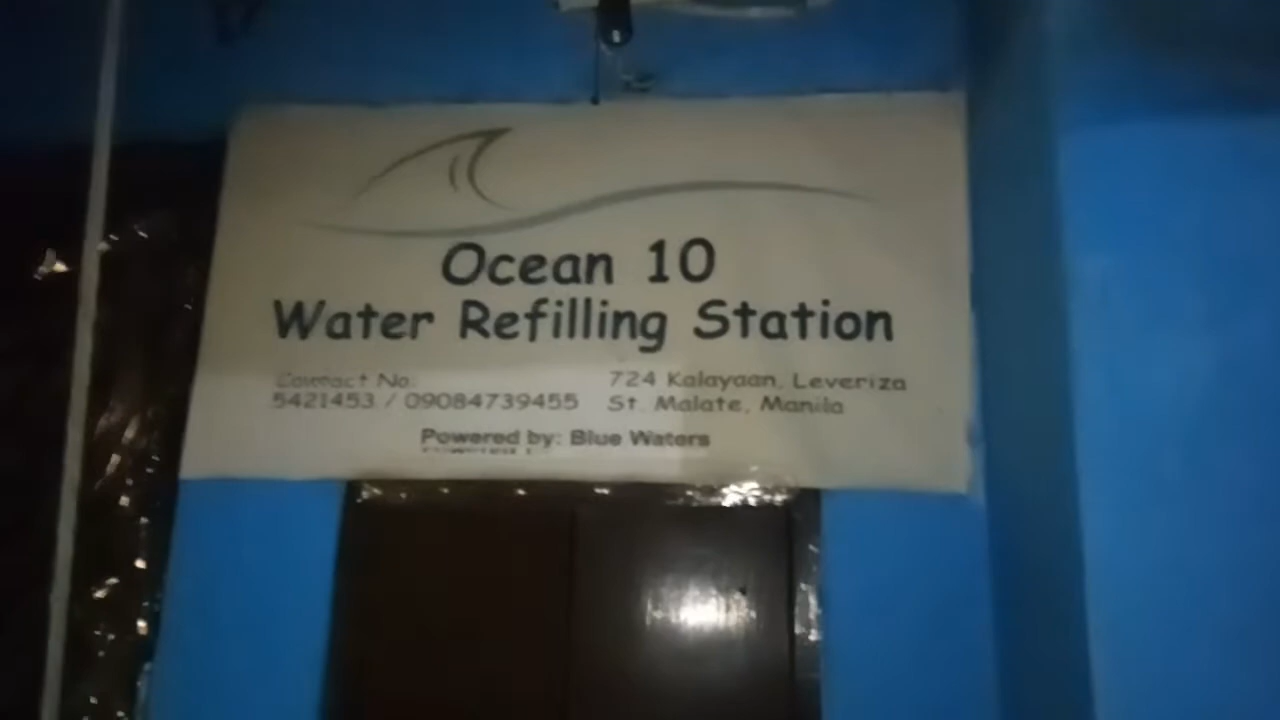 Ocean 10
Water Refilling Station
Contact No:
5421453 / 09084739455
724 Kalayaan, Leveriza
St. Malate, Manila
Powered by: Blue Waters